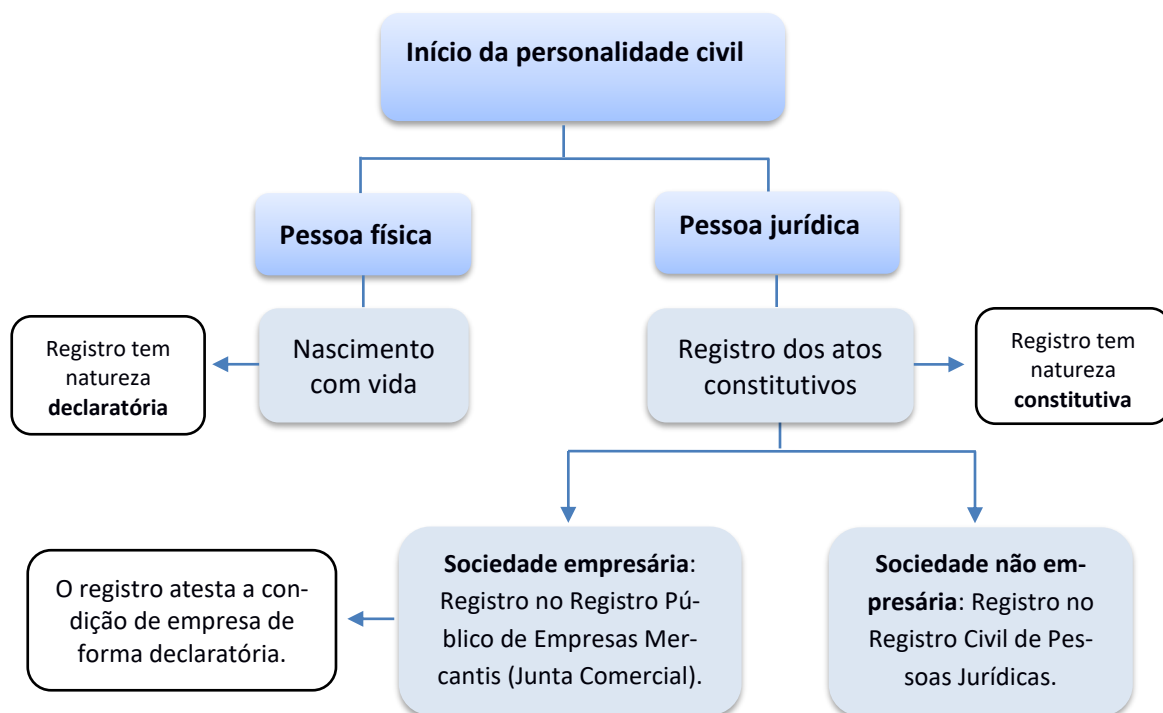 Início da personalidade civil
Pessoa física
Pessoa jurídica
Registro tem
natureza
declaratória
Nascimento
com vida
Registro dos atos
constitutivos
Registro tem
natureza
constitutiva
O registro atesta a con-
dição de empresa de
forma declaratória.
Sociedade empresária:
Registro no Registro Pú-
blico de Empresas Mer-
cantis (Junta Comercial).
Sociedade não em-
presária: Registro no
Registro Civil de Pes-
soas Jurídicas.